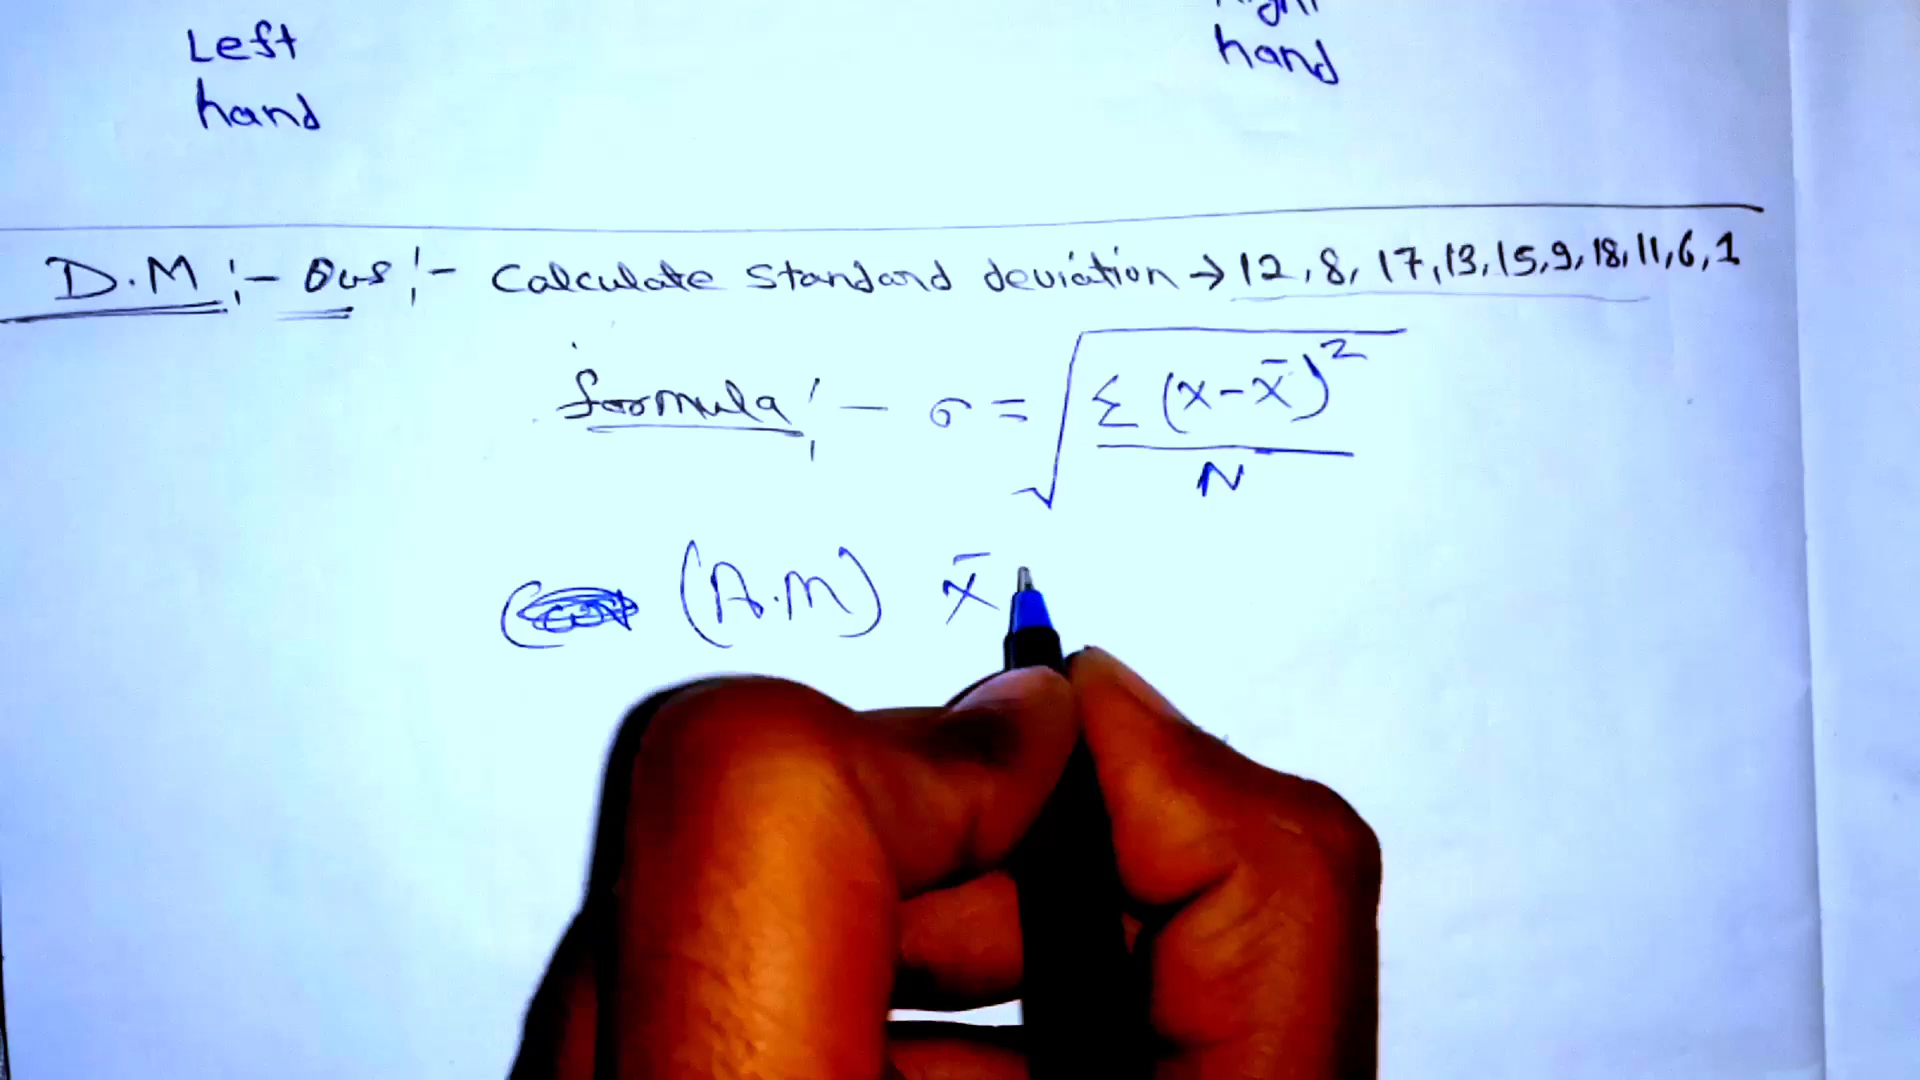 Left
hand
Right
hand
D.M :- Qus :- Calculate standard deviation → 12, 8, 17, 13, 15, 9, 18, 11, 6, 1
formula :- σ = √(Σ (x-x̄)² / N)
(A.M) x̄